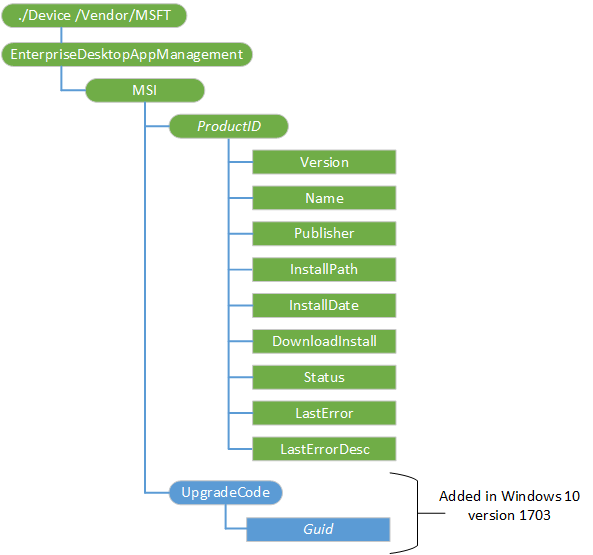 ./Device /Vendor/MSFT
EnterpriseDesktopAppManagement
MSI
ProductID
Version
Name
Publisher
InstallPath
InstallDate
DownloadInstall
Status
LastError
LastErrorDesc
UpgradeCode
Guid
Added in Windows 10
version 1703